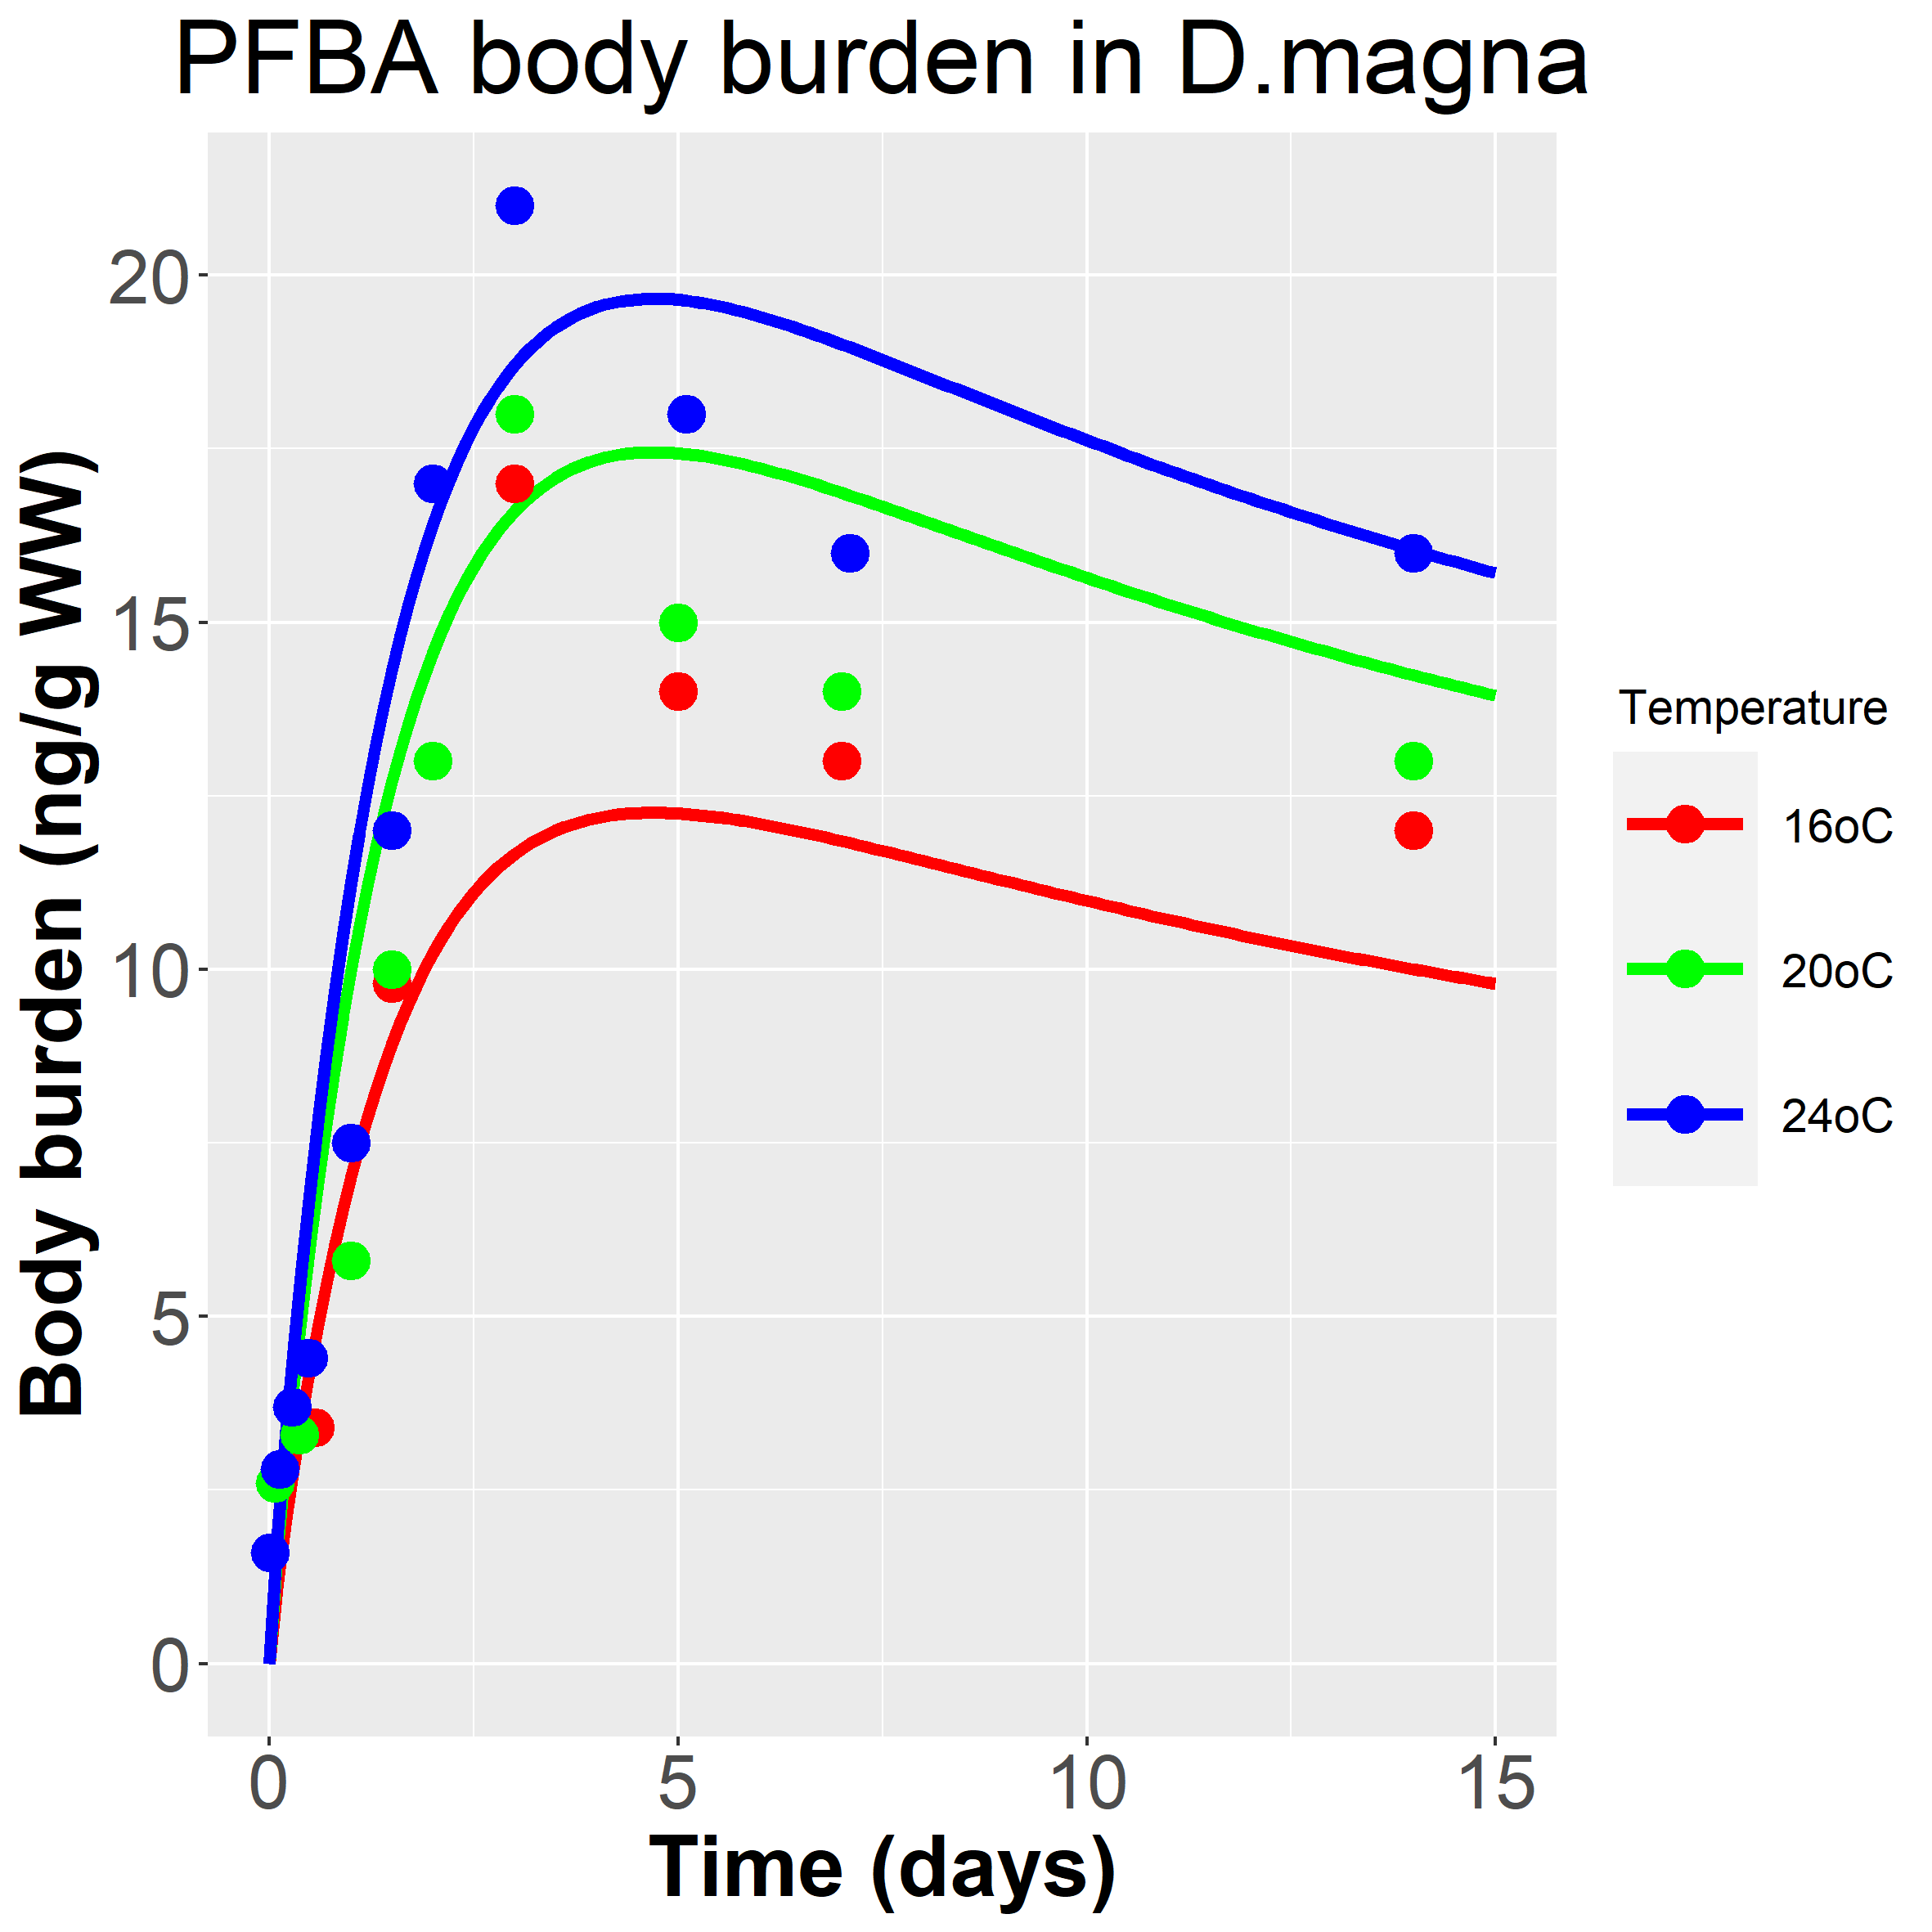 PFBA body burden in D.magna
Body burden (ng/g WW)
20
15
10
5
0
0 5 10 15
Time (days)
Temperature
16oC
20oC
24oC